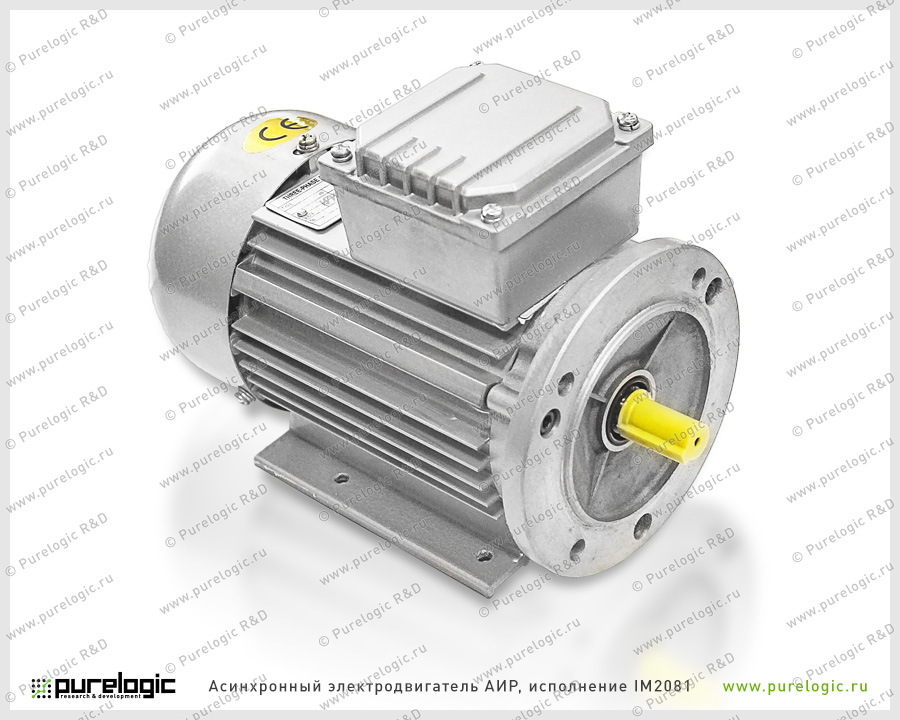 CE
THREE-PHASE
purelogic
research & development
Асинхронный электродвигатель АИР, исполнение IM2081
www.purelogic.ru
© Purelogic R&D
www.purelogic.ru